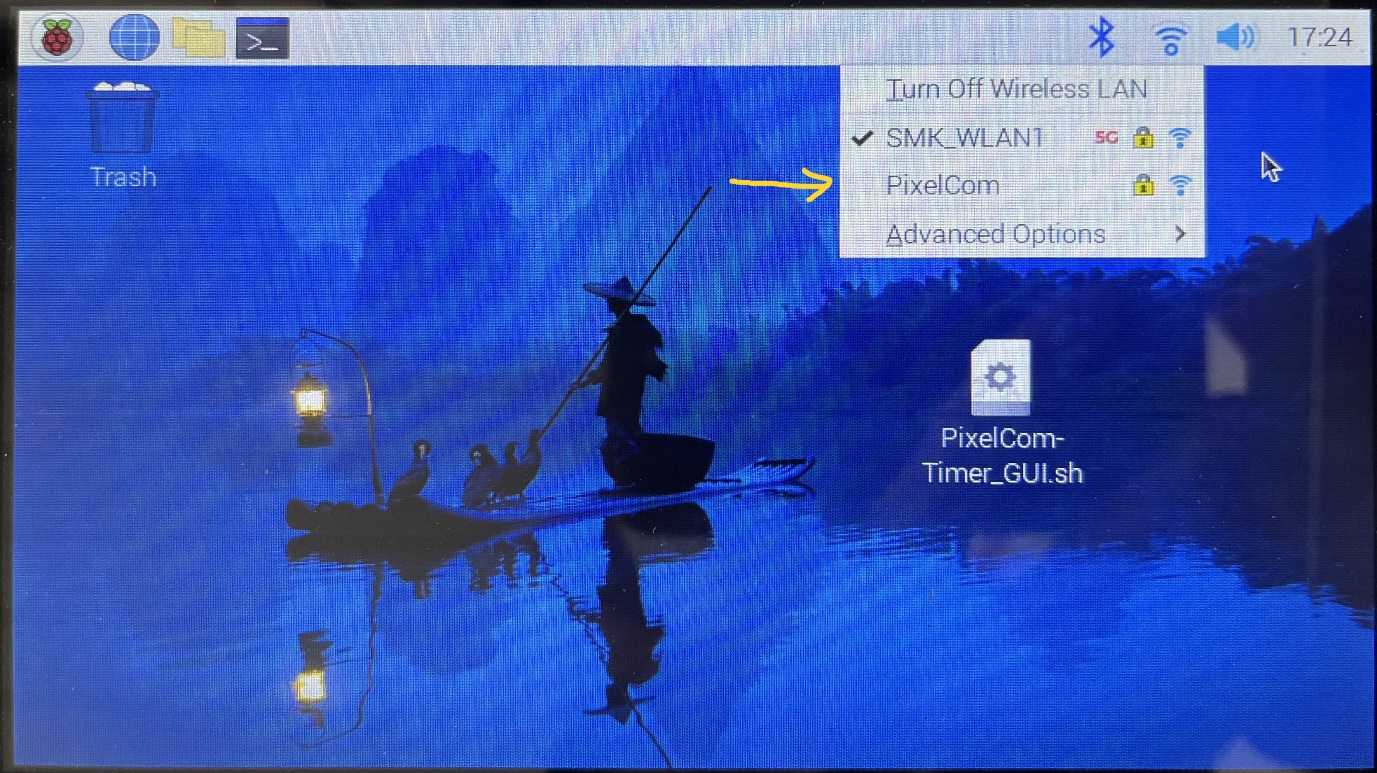 >_
17:24
Trash
Turn Off Wireless LAN
SMK_WLAN1 5G
PixelCom
Advanced Options
PixelCom-
Timer_GUI.sh